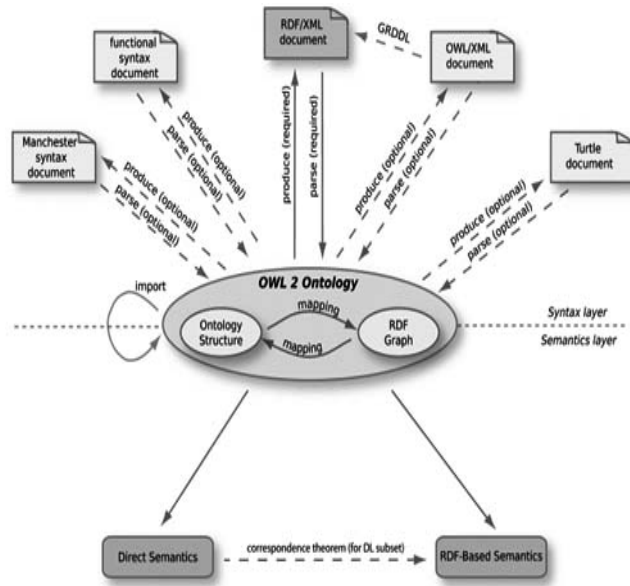 RDF/XML
document
GRDDL
functional
syntax
document
OWL/XML
document
Manchester
syntax
document
Turtle
document
produce (optional)
parse (optional)
produce (optional)
parse (optional)
produce (required)
parse (required)
produce (optional)
parse (optional)
produce (optional)
parse (optional)
OWL 2 Ontology
import
mapping
Ontology
Structure
RDF
Graph
mapping
Syntax layer
Semantics layer
Direct Semantics
correspondence theorem (for DL subset)
RDF-Based Semantics